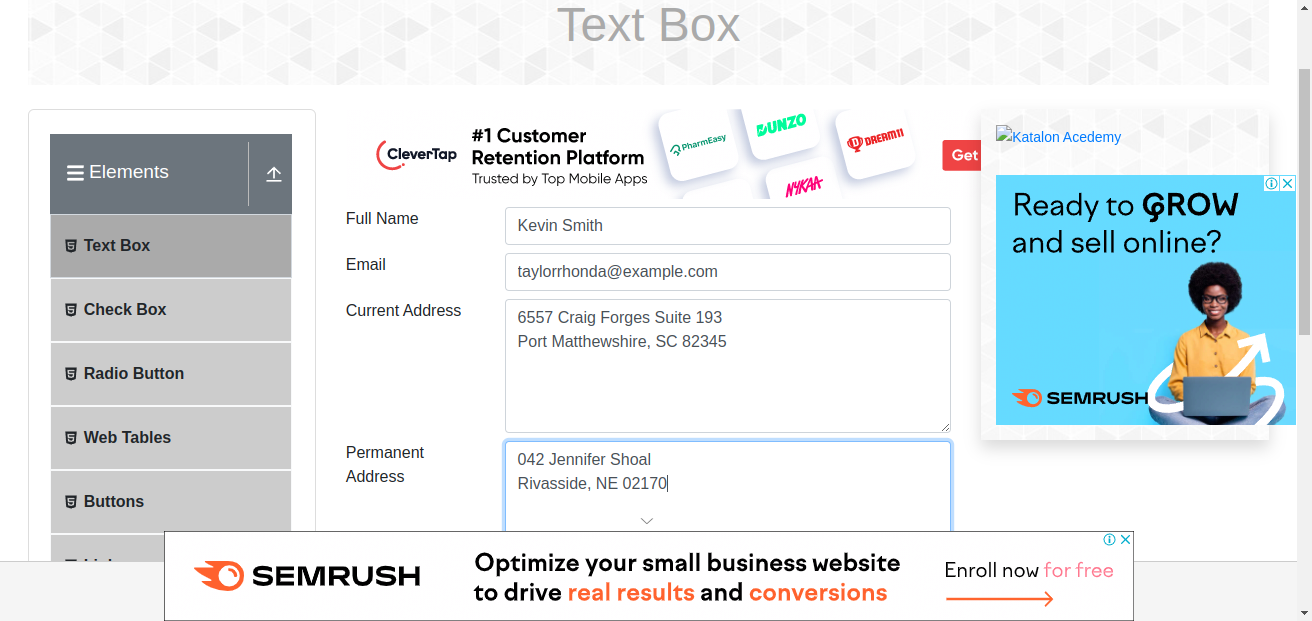 Text Box
Elements
Text Box
Check Box
Radio Button
Web Tables
Buttons
CleverTap
#1 Customer
Retention Platform
Trusted by Top Mobile Apps
PharmEasy
DUNZO
NYKAA
DREAM11
Get
Full Name
Kevin Smith
Email
taylorrhonda@example.com
Current Address
6557 Craig Forges Suite 193
Port Matthewshire, SC 82345
Permanent
Address
042 Jennifer Shoal
Rivasside, NE 02170
Katalon Acedemy
Ready to GROW
and sell online?
SEMRUSH
SEMRUSH
Optimize your small business website
to drive real results and conversions
Enroll now for free